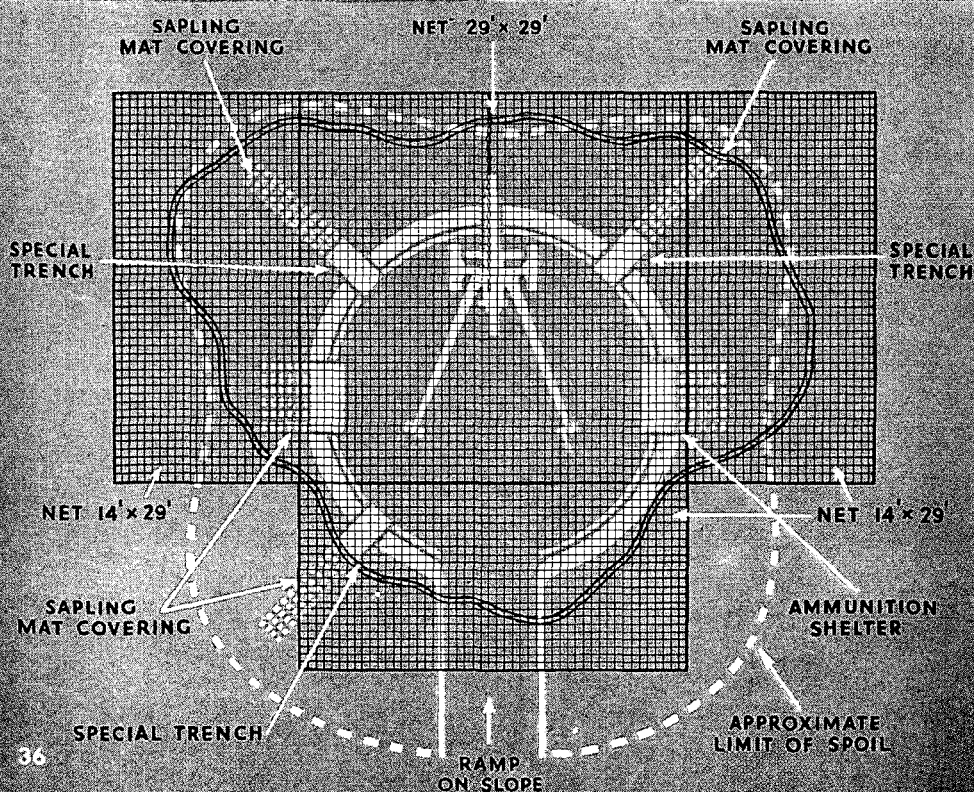 SAPLING
MAT COVERING
NET 29'×29'
SAPLING
MAT COVERING
SPECIAL
TRENCH
SPECIAL
TRENCH
NET 14'×29'
NET 14'×29'
SAPLING
MAT COVERING
AMMUNITION
SHELTER
SPECIAL TRENCH
APPROXIMATE
LIMIT OF SPOIL
36
RAMP
ON SLOPE